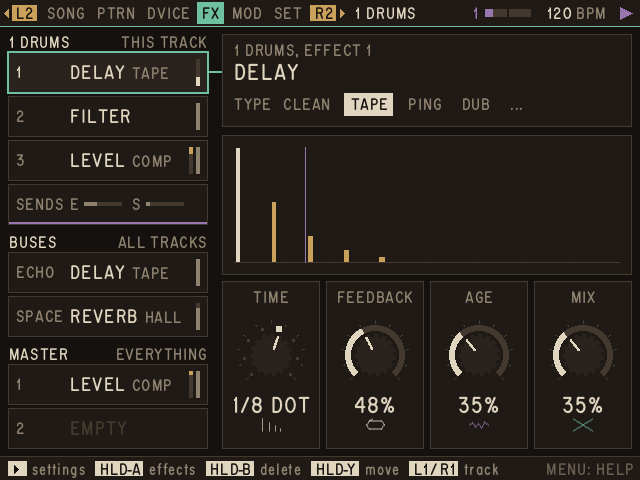 L2 SONG PTRN DVICE FX MOD SET R2 1 DRUMS 1 120 BPM
1 DRUMS THIS TRACK
1 DELAY TAPE
2 FILTER
3 LEVEL COMP
SENDS E S
BUSES ALL TRACKS
ECHO DELAY TAPE
SPACE REVERB HALL
MASTER EVERYTHING
1 LEVEL COMP
2 EMPTY
1 DRUMS, EFFECT 1
DELAY
TYPE CLEAN TAPE PING DUB ...
TIME FEEDBACK AGE MIX
1/8 DOT 48% 35% 35%
settings HLD-A effects HLD-B delete HLD-Y move L1/R1 track MENU: HELP